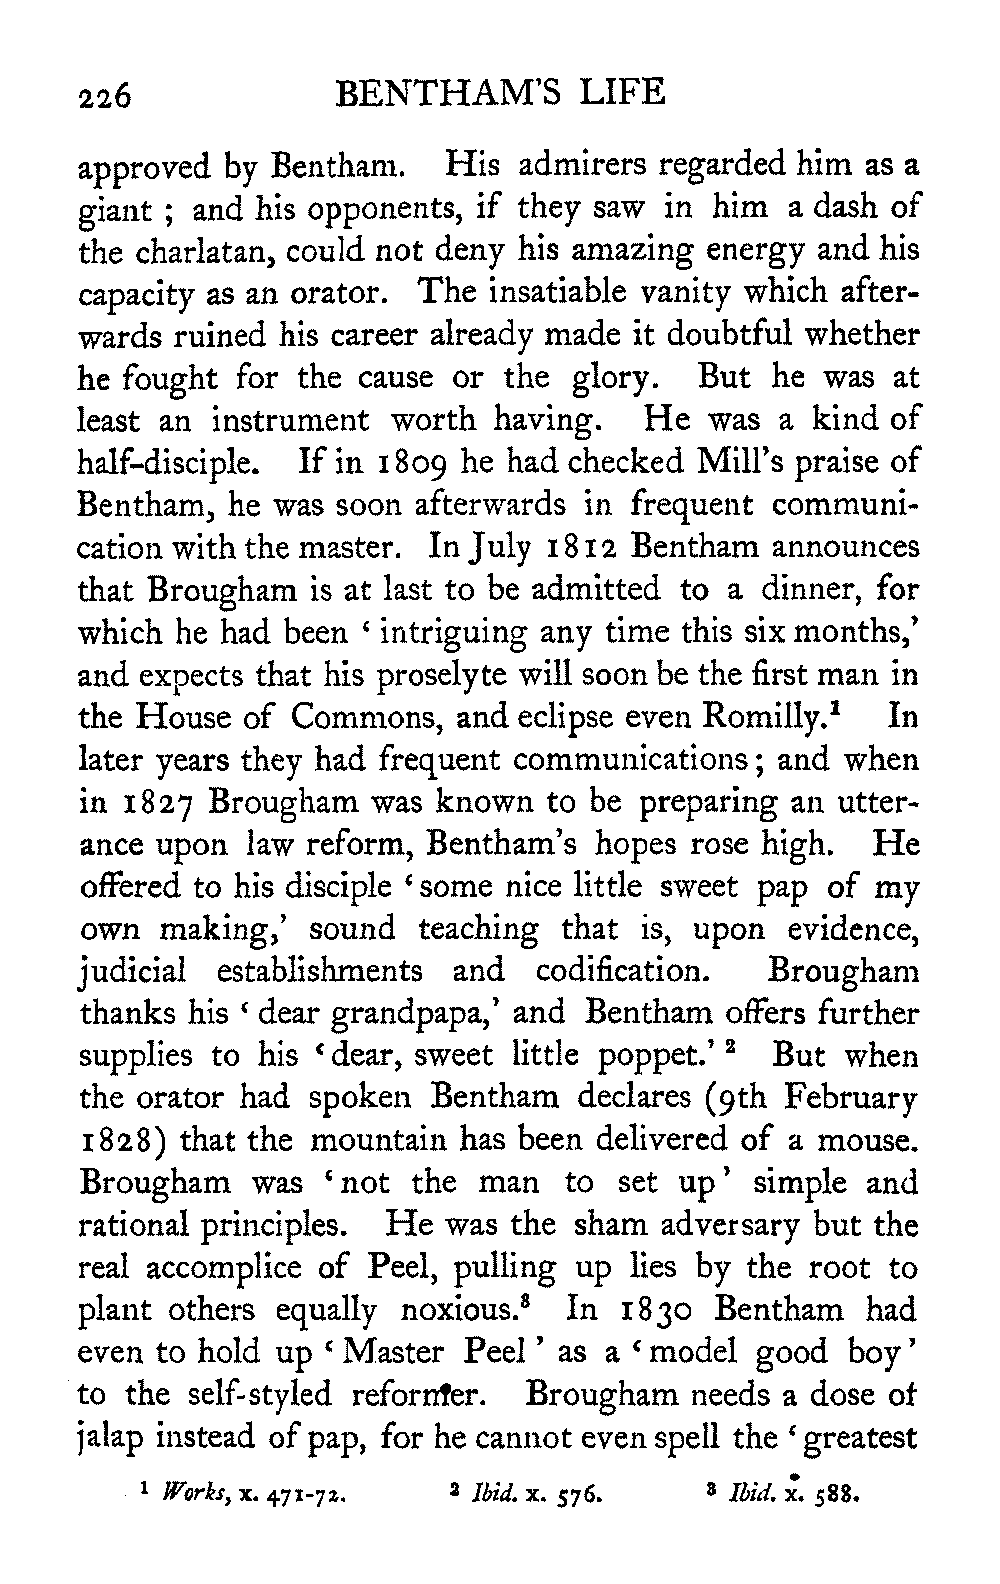 226 BENTHAM'S LIFE
approved by Bentham. His admirers regarded him as a
giant ; and his opponents, if they saw in him a dash of
the charlatan, could not deny his amazing energy and his
capacity as an orator. The insatiable vanity which after-
wards ruined his career already made it doubtful whether
he fought for the cause or the glory. But he was at
least an instrument worth having. He was a kind of
half-disciple. If in 1809 he had checked Mill's praise of
Bentham, he was soon afterwards in frequent communi-
cation with the master. In July 1812 Bentham announces
that Brougham is at last to be admitted to a dinner, for
which he had been ‘ intriguing any time this six months,’
and expects that his proselyte will soon be the first man in
the House of Commons, and eclipse even Romilly.¹ In
later years they had frequent communications ; and when
in 1827 Brougham was known to be preparing an utter-
ance upon law reform, Bentham's hopes rose high. He
offered to his disciple ‘ some nice little sweet pap of my
own making,’ sound teaching that is, upon evidence,
judicial establishments and codification. Brougham
thanks his ‘ dear grandpapa,’ and Bentham offers further
supplies to his ‘ dear, sweet little poppet.’ ² But when
the orator had spoken Bentham declares (9th February
1828) that the mountain has been delivered of a mouse.
Brougham was ‘ not the man to set up ’ simple and
rational principles. He was the sham adversary but the
real accomplice of Peel, pulling up lies by the root to
plant others equally noxious.³ In 1830 Bentham had
even to hold up ‘ Master Peel ’ as a ‘ model good boy ’
to the self-styled reformer. Brougham needs a dose of
jalap instead of pap, for he cannot even spell the ‘ greatest
¹ Works, x. 471-72. ² Ibid. x. 576. ³ Ibid. x. 588.